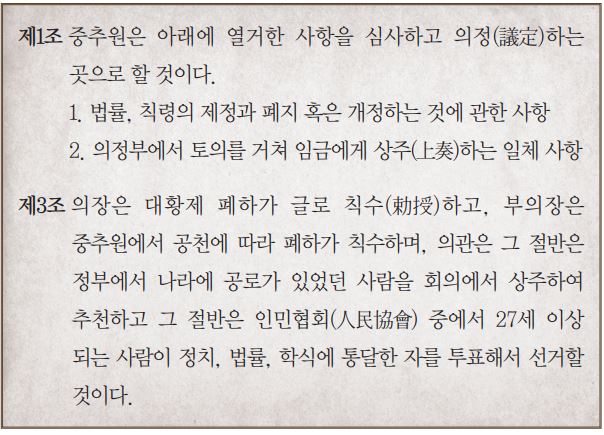 제1조 중추원은 아래에 열거한 사항을 심사하고 의정(議定)하는
곳으로 할 것이다.
1. 법률, 칙령의 제정과 폐지 혹은 개정하는 것에 관한 사항
2. 의정부에서 토의를 거쳐 임금에게 상주(上奏)하는 일체 사항
제3조 의장은 대황제 폐하가 글로 칙수(勅授)하고, 부의장은
중추원에서 공천에 따라 폐하가 칙수하며, 의관은 그 절반은
정부에서 나라에 공로가 있었던 사람을 회의에서 상주하여
추천하고 그 절반은 인민협회(人民協會) 중에서 27세 이상
되는 사람이 정치, 법률, 학식에 통달한 자를 투표해서 선거할
것이다.